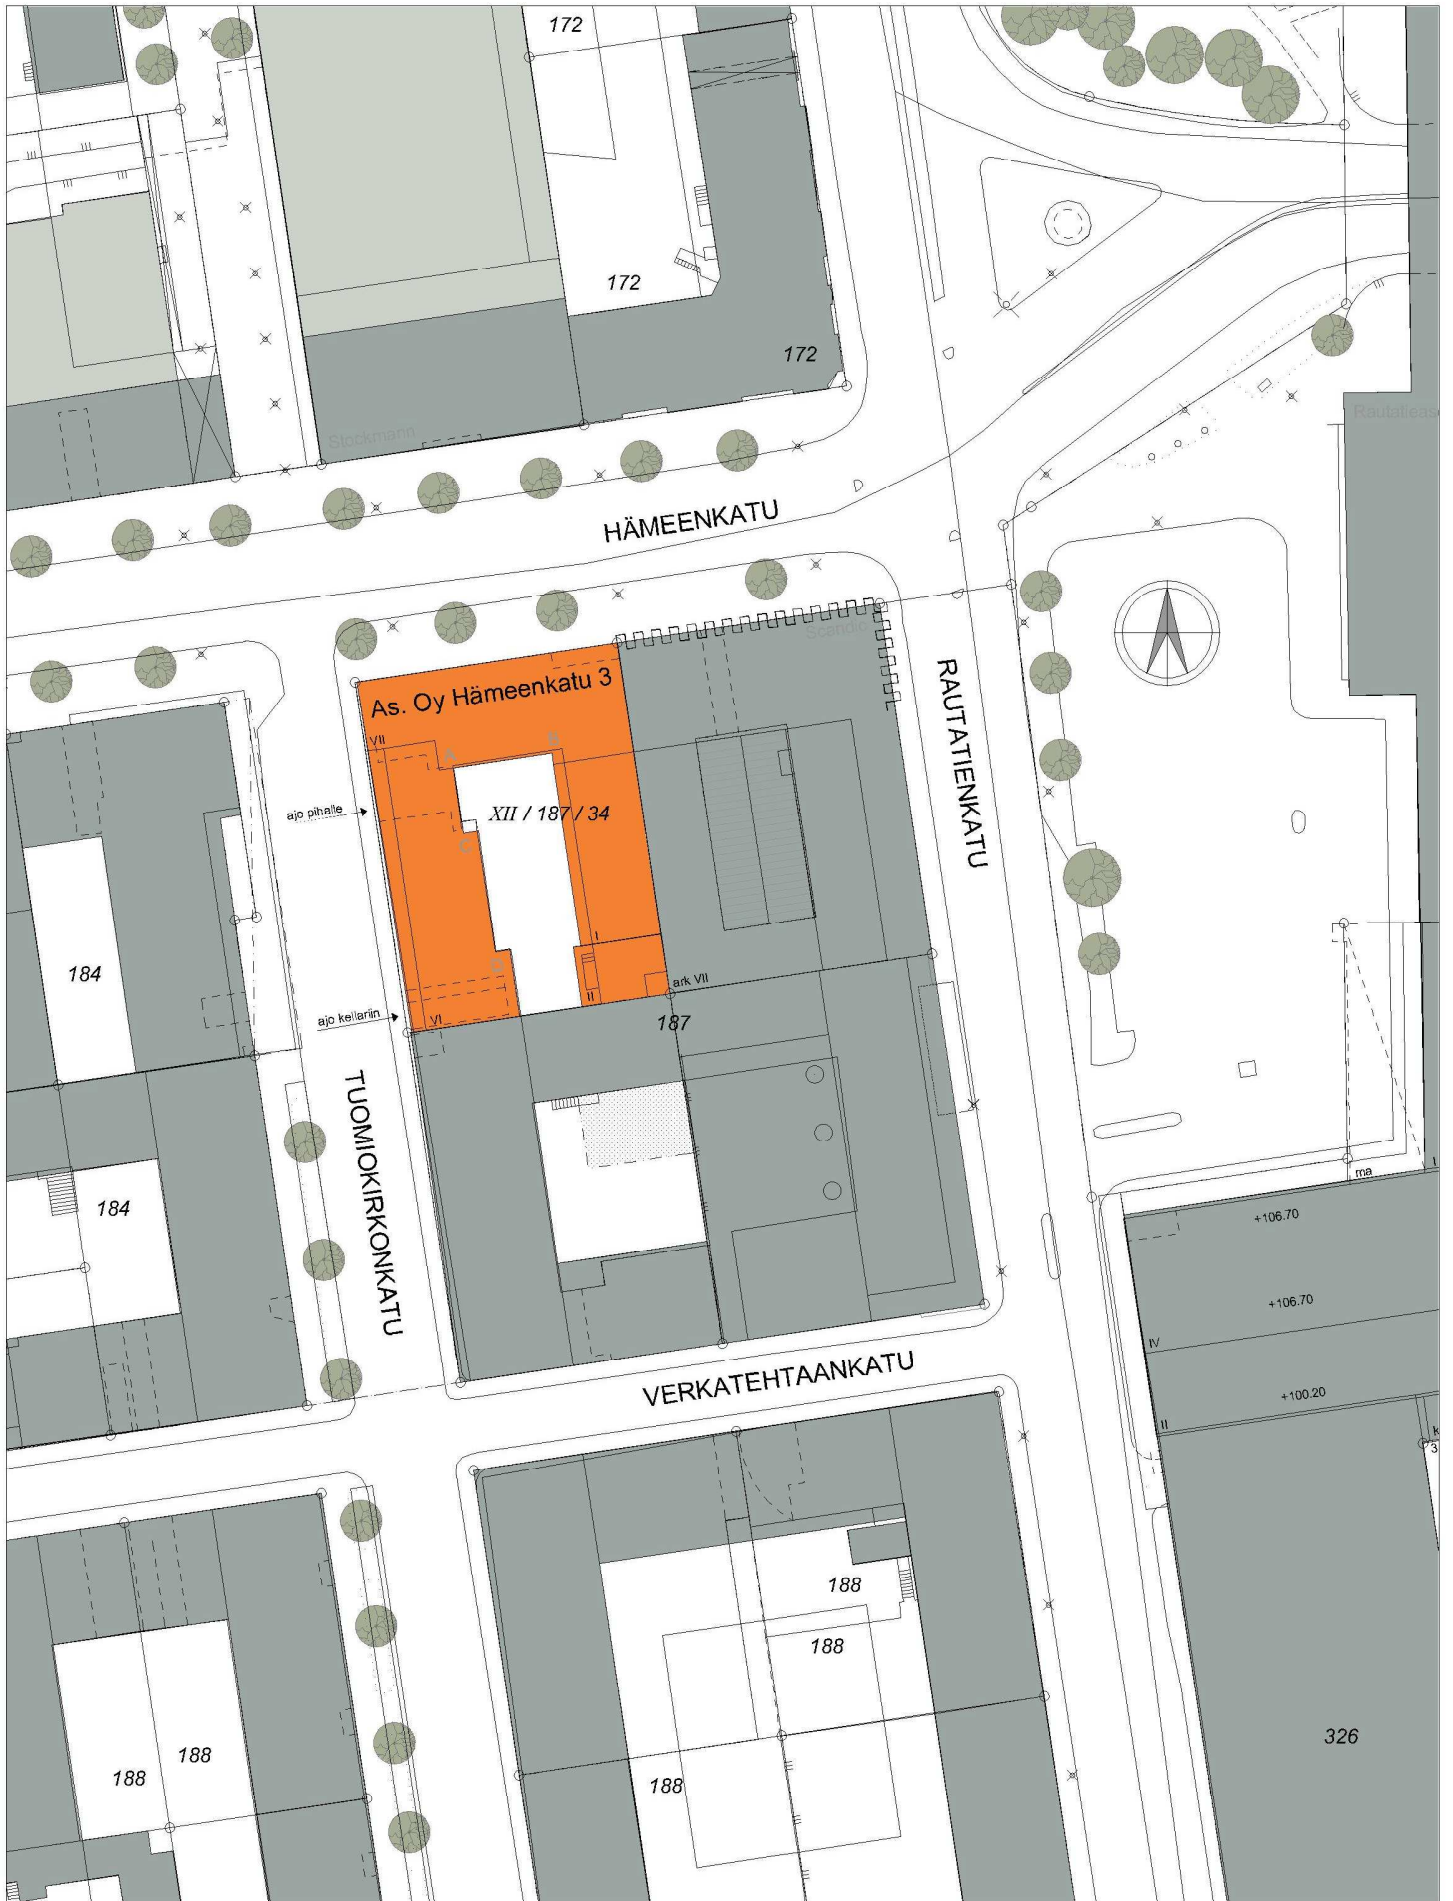 172
172
172
Stockmann
HÄMEENKATU
Scandic
As. Oy Hämeenkatu 3
VII
A
B
ajo pihalle
XII / 187 / 34
C
RAUTATIENKATU
184
D
I
II
ark VII
ajo kellariin
VI
187
TUOMIOKIRKONKATU
184
ma
I
+106.70
+106.70
IV
VERKATEHTAANKATU
+100.20
II
k
3
188
188
188
188
188
326